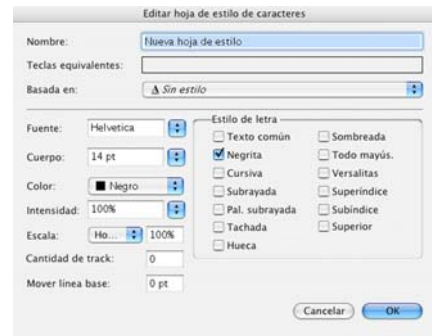 Editar hoja de estilo de caracteres
Nombre: Nueva hoja de estilo
Teclas equivalentes:
Basada en: A Sin estilo
Fuente: Helvetica
Cuerpo: 14 pt
Color: Negro
Intensidad: 100%
Escala: Ho... 100%
Cantidad de track: 0
Mover línea base: 0 pt
Estilo de letra
Texto común Sombreada
Negrita Todo mayús.
Cursiva Versalitas
Subrayada Superíndice
Pal. subrayada Subíndice
Tachada Superior
Hueca
Cancelar OK